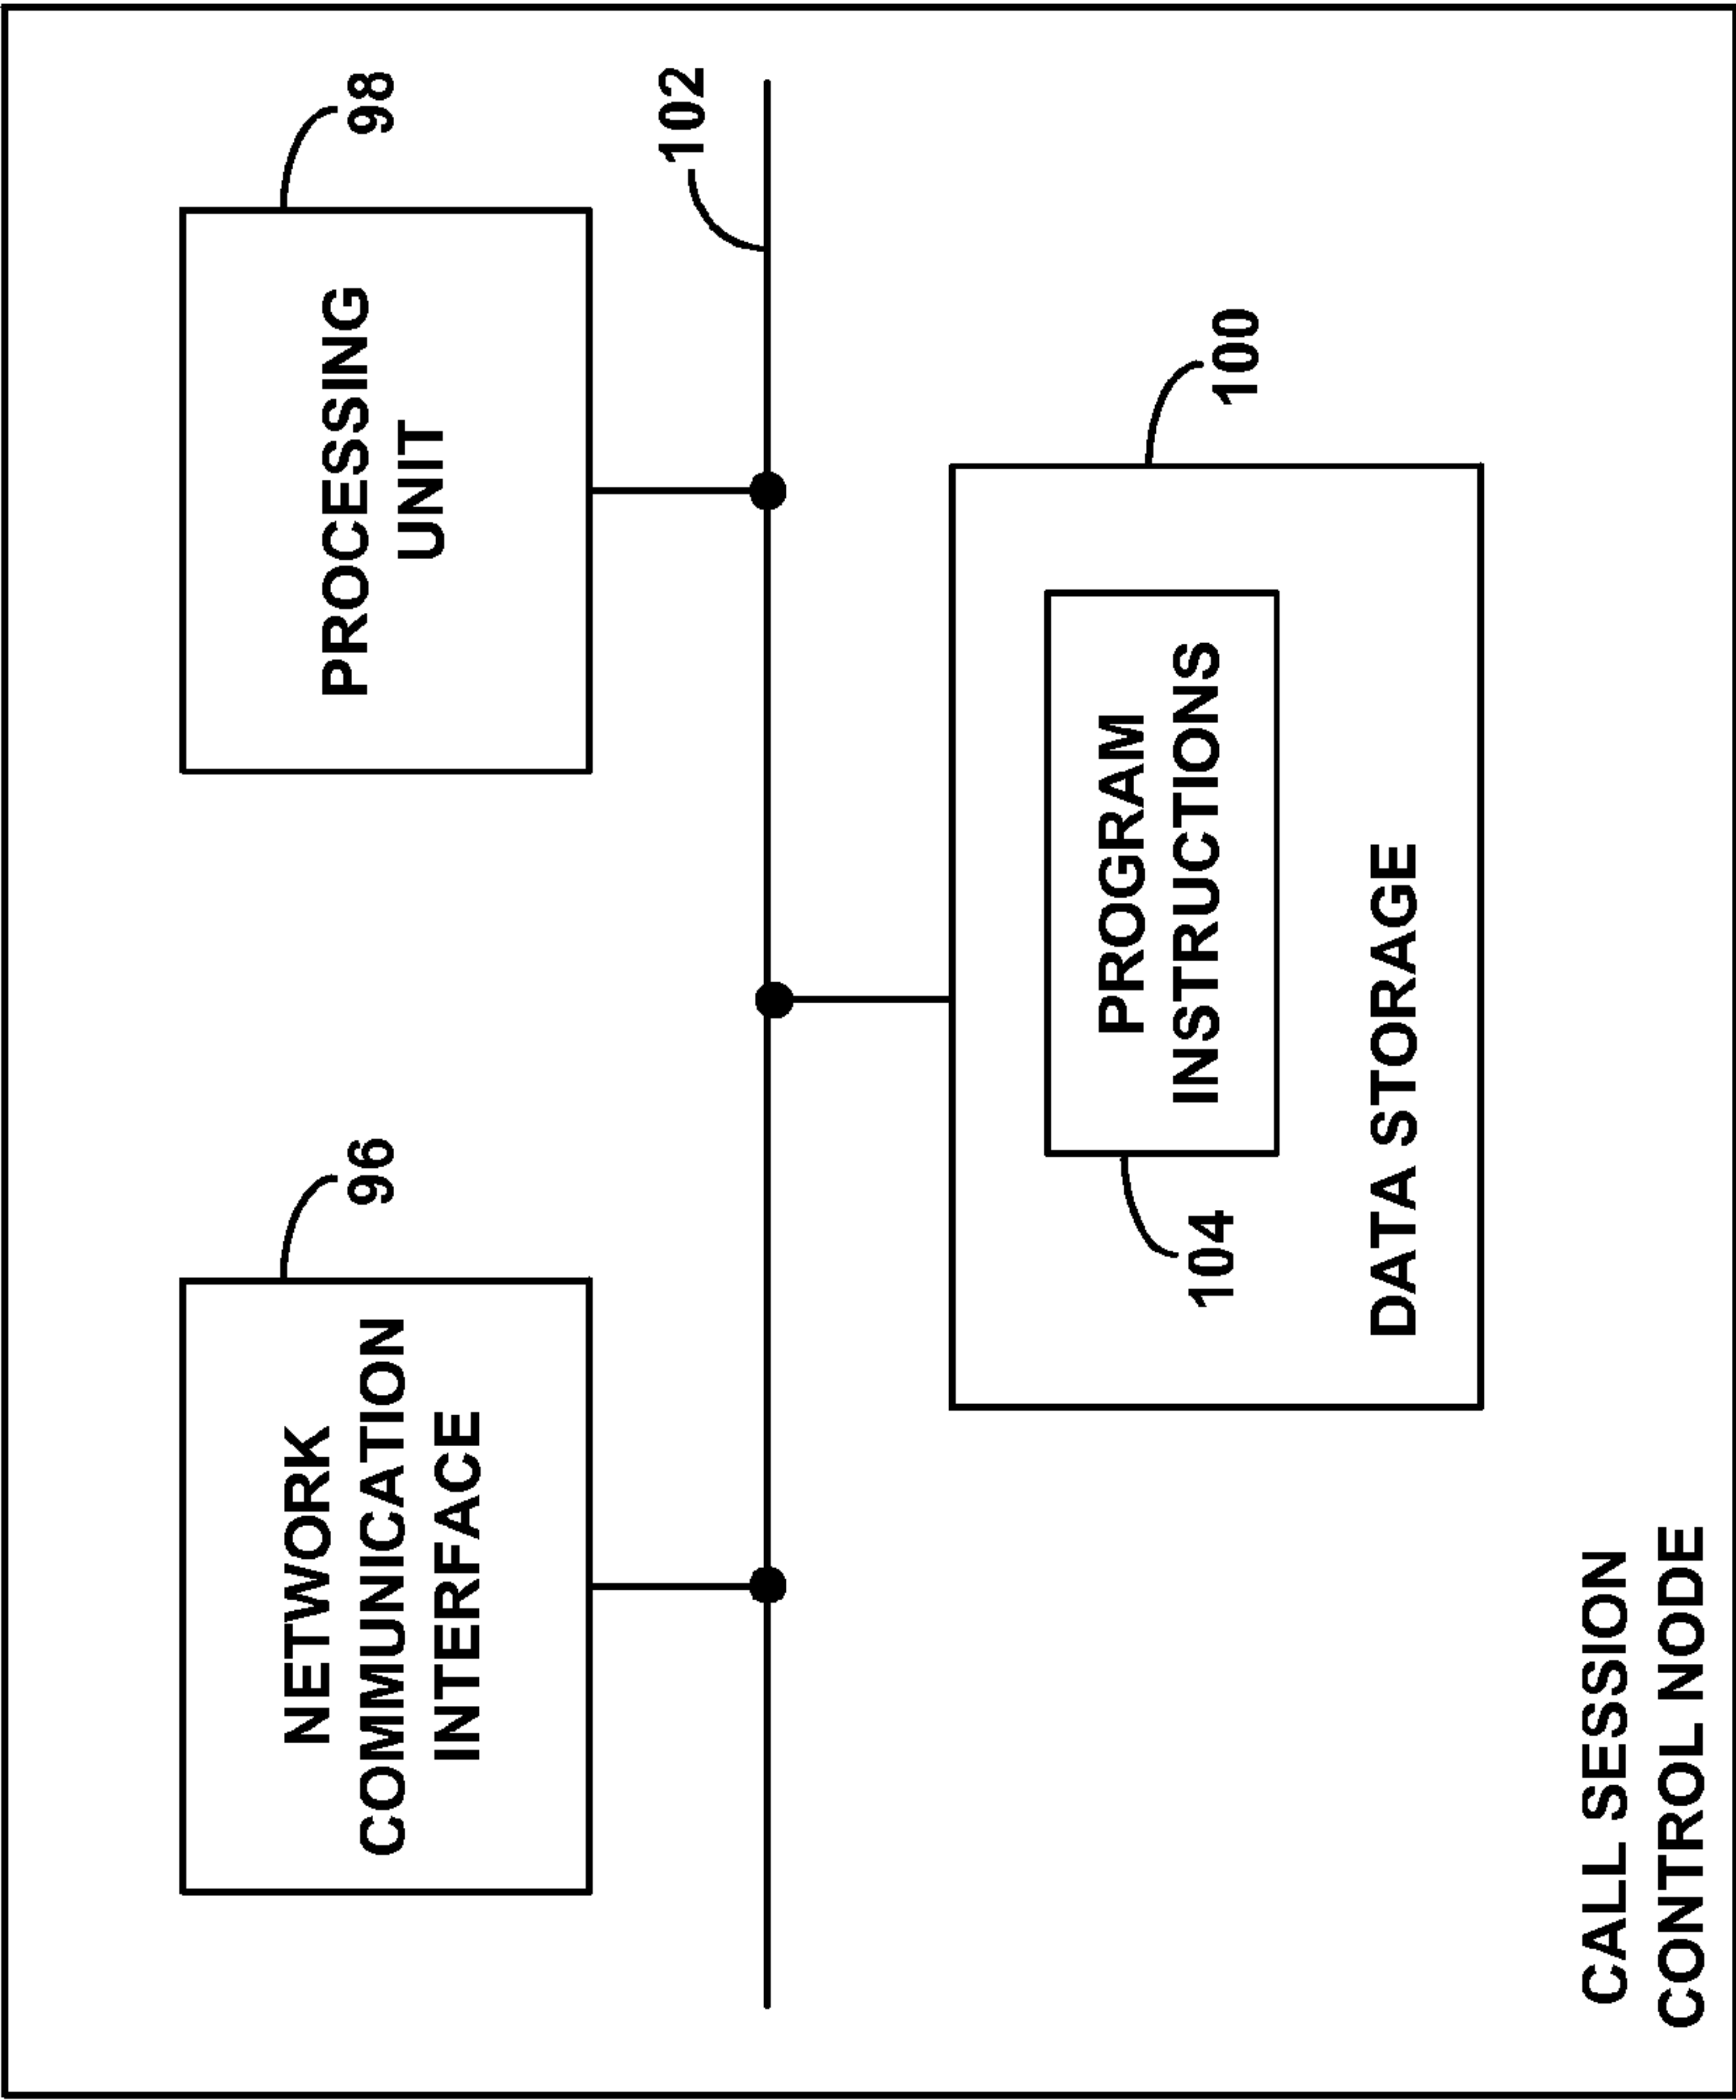 96
NETWORK
COMMUNICATION
INTERFACE
98
PROCESSING
UNIT
102
104
PROGRAM
INSTRUCTIONS
100
DATA STORAGE
CALL SESSION
CONTROL NODE